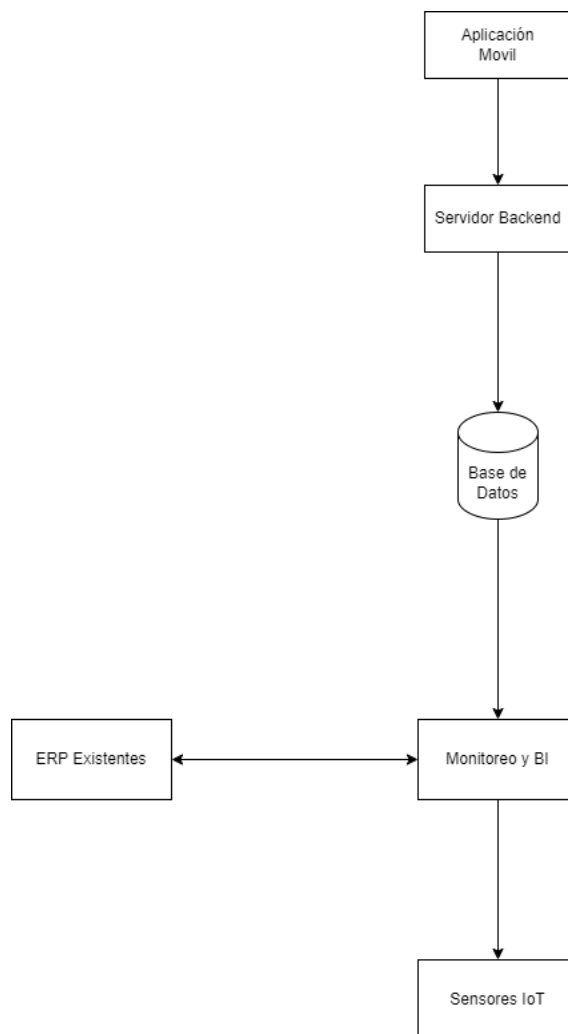 Aplicación
Movil
Servidor Backend
Base de
Datos
ERP Existentes
Monitoreo y BI
Sensores IoT